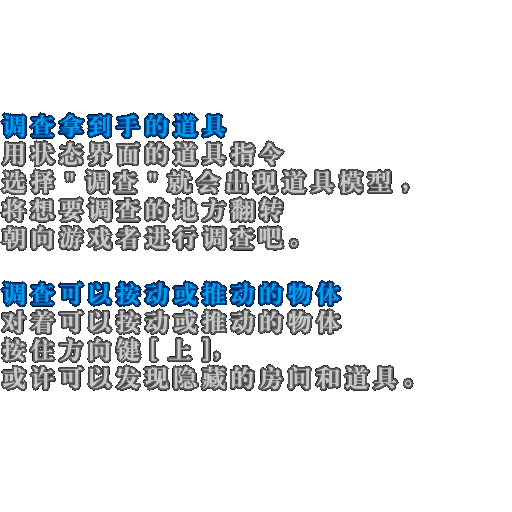 调查拿到手的道具
用状态界面的道具指令
选择"调查"就会出现道具模型，
将想要调查的地方翻转
朝向游戏者进行调查吧。
调查可以按动或推动的物体
对着可以按动或推动的物体
按住方向键[上],
或许可以发现隐藏的房间和道具。